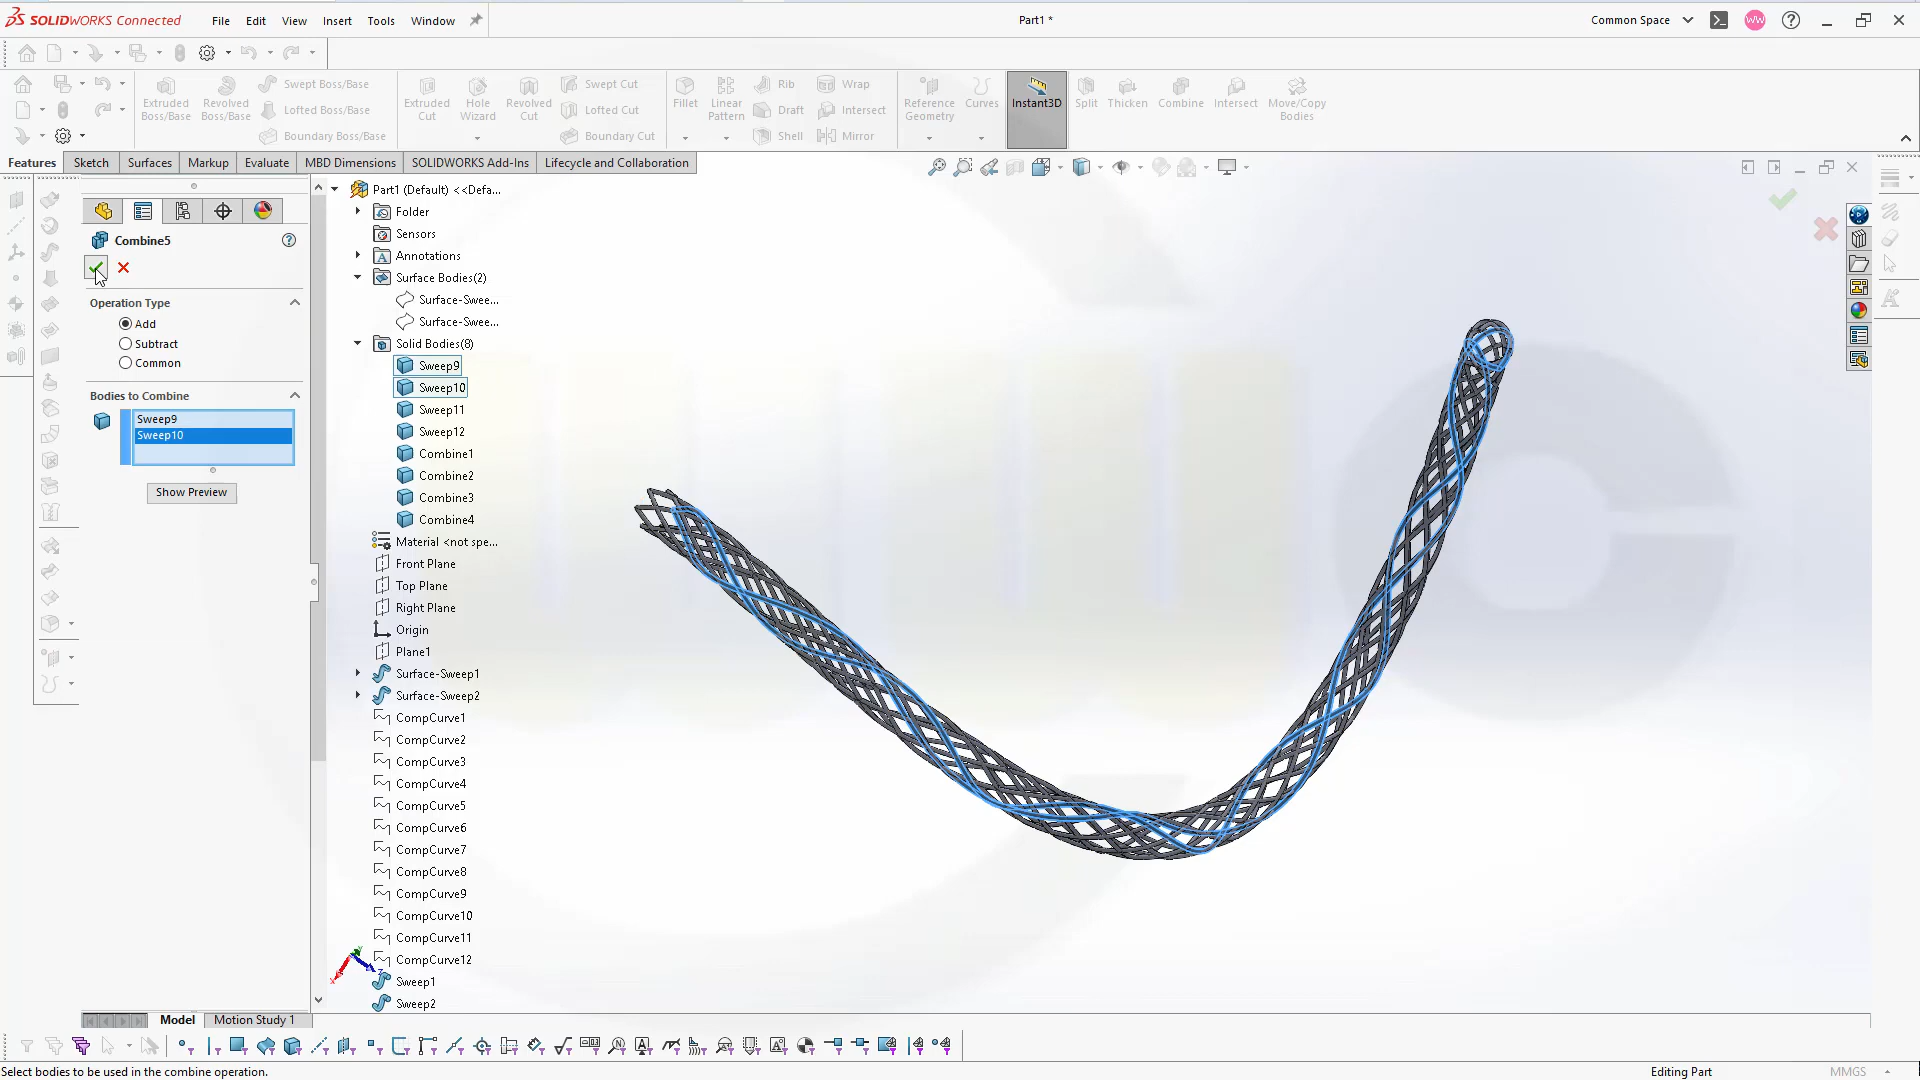 SOLIDWORKS Connected
File Edit View Insert Tools Window
Part1 *
Common Space
WW
Extruded Boss/Base
Revolved Boss/Base
Swept Boss/Base
Lofted Boss/Base
Boundary Boss/Base
Extruded Cut
Hole Wizard
Revolved Cut
Swept Cut
Lofted Cut
Boundary Cut
Fillet
Linear Pattern
Rib
Draft
Shell
Wrap
Intersect
Mirror
Reference Geometry
Curves
Instant3D
Split
Thicken
Combine
Intersect
Move/Copy Bodies
Features Sketch Surfaces Markup Evaluate MBD Dimensions SOLIDWORKS Add-Ins Lifecycle and Collaboration
Combine5
Operation Type
Add
Subtract
Common
Bodies to Combine
Sweep9
Sweep10
Show Preview
Part1 (Default) <<Defa...
Folder
Sensors
Annotations
Surface Bodies(2)
Surface-Swee...
Surface-Swee...
Solid Bodies(8)
Sweep9
Sweep10
Sweep11
Sweep12
Combine1
Combine2
Combine3
Combine4
Material <not spe...
Front Plane
Top Plane
Right Plane
Origin
Plane1
Surface-Sweep1
Surface-Sweep2
CompCurve1
CompCurve2
CompCurve3
CompCurve4
CompCurve5
CompCurve6
CompCurve7
CompCurve8
CompCurve9
CompCurve10
CompCurve11
CompCurve12
Sweep1
Sweep2
Model Motion Study 1
Select bodies to be used in the combine operation.
Editing Part
MMGS